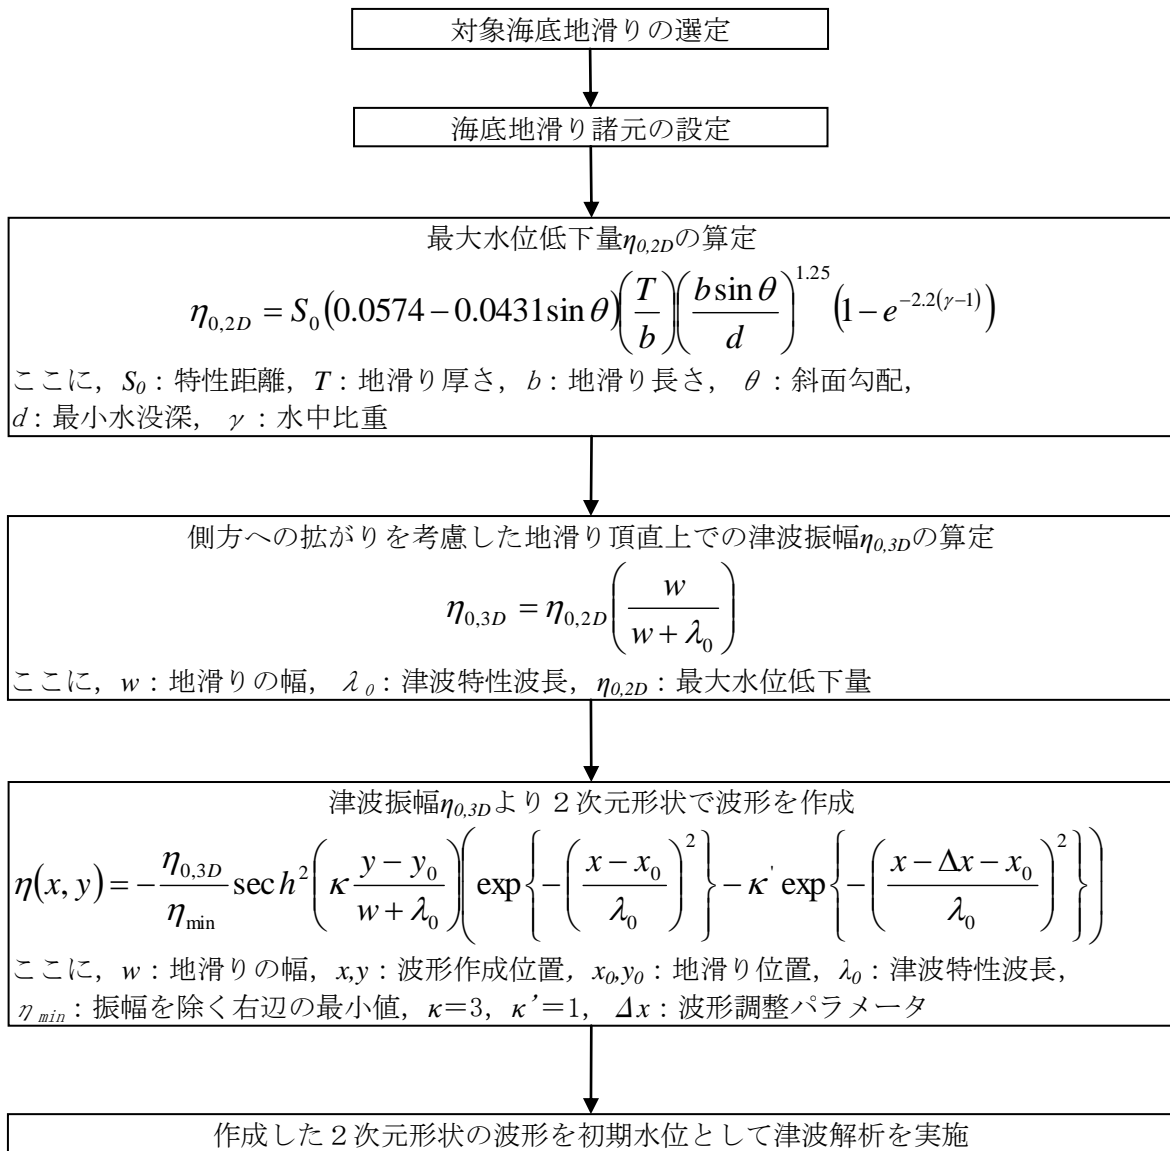 対象海底地滑りの選定
海底地滑り諸元の設定
最大水位低下量η0,2Dの算定
η0,2D = S0(0.0574−0.0431sinθ)(T/b)(bsinθ/d)^1.25 (1−e^−2.2(γ−1))
ここに，S0：特性距離，T：地滑り厚さ，b：地滑り長さ， θ：斜面勾配，
d：最小水没深， γ：水中比重
側方への拡がりを考慮した地滑り頂直上での津波振幅η0,3Dの算定
η0,3D = η0,2D(w/(w+λ0))
ここに，w：地滑りの幅， λ0：津波特性波長，η0,2D：最大水位低下量
津波振幅η0,3Dより２次元形状で波形を作成
η(x,y) = −(η0,3D/ηmin) sech^2(κ (y−y0)/(w+λ0))(exp{−((x−x0)/λ0)^2}−κ' exp{−((x−Δx−x0)/λ0)^2})
ここに，w：地滑りの幅，x,y：波形作成位置，x0,y0：地滑り位置，λ0：津波特性波長，
ηmin：振幅を除く右辺の最小値，κ＝3，κ’＝1，Δx：波形調整パラメータ
作成した２次元形状の波形を初期水位として津波解析を実施